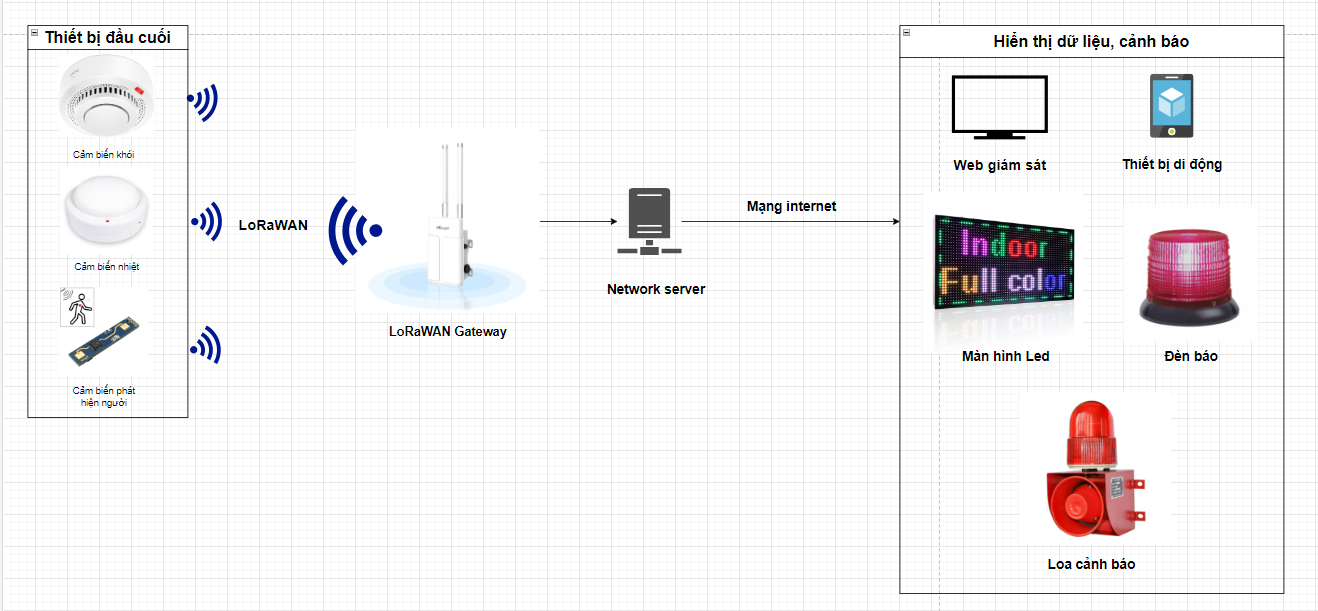 Thiết bị đầu cuối
Cảm biến khói
Cảm biến nhiệt
Cảm biến phát
hiện người
LoRaWAN
LoRaWAN Gateway
Network server
Mạng internet
Hiển thị dữ liệu, cảnh báo
Web giám sát
Thiết bị di động
Indoor
Full color
Màn hình Led
Đèn báo
Loa cảnh báo